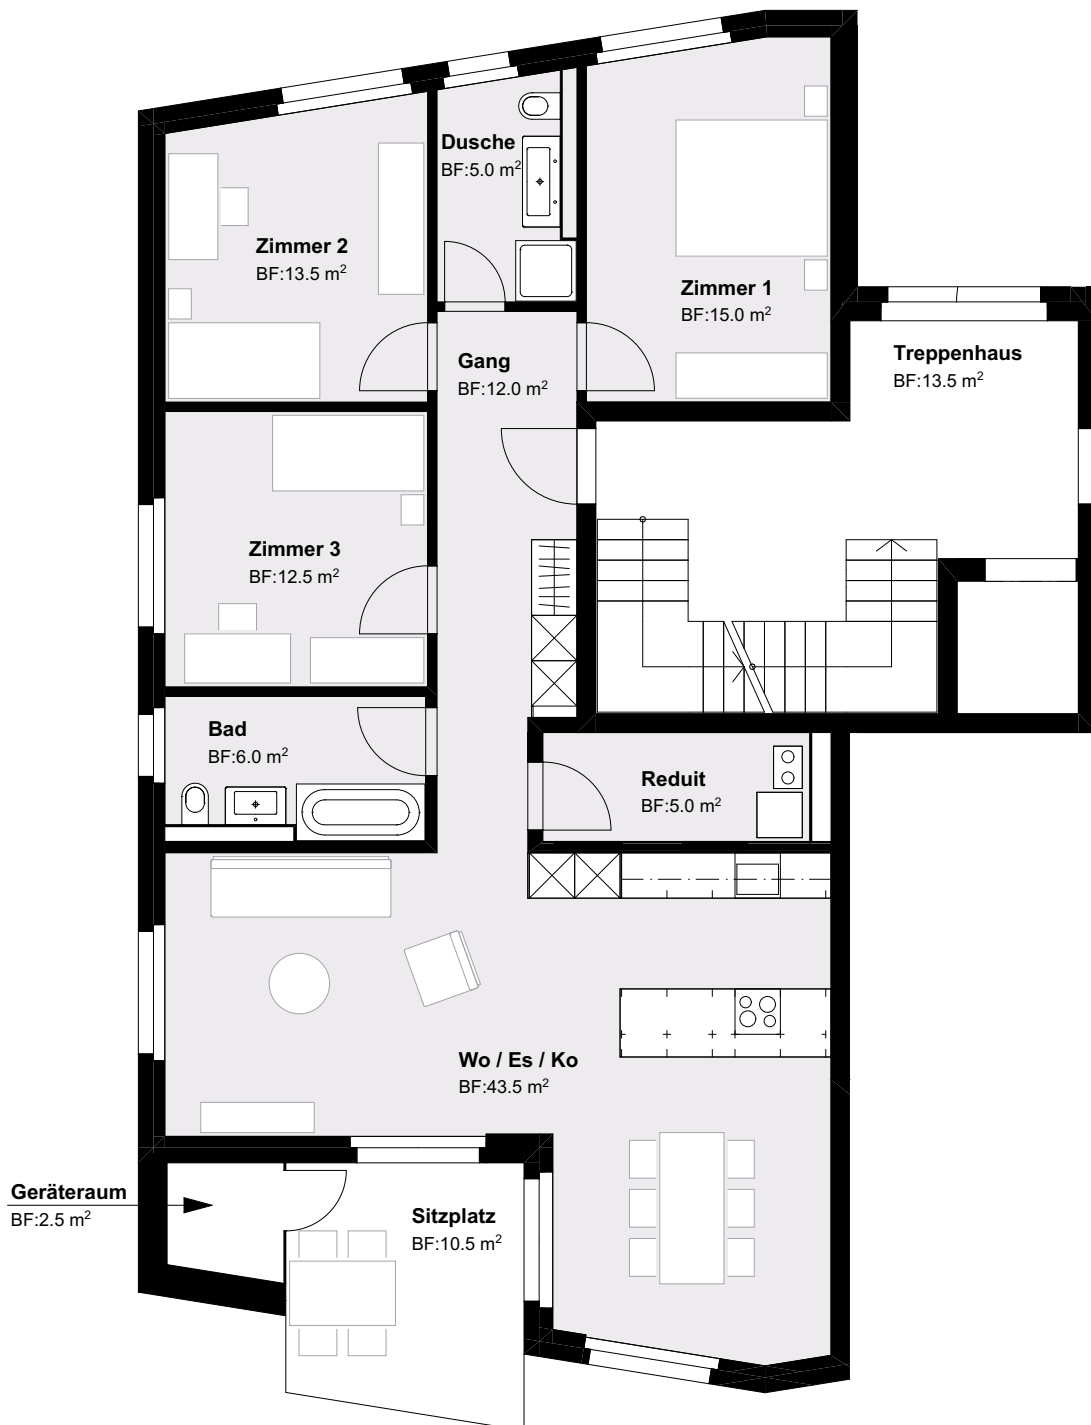 Dusche
BF:5.0 m²
Zimmer 2
BF:13.5 m²
Zimmer 1
BF:15.0 m²
Treppenhaus
BF:13.5 m²
Gang
BF:12.0 m²
Zimmer 3
BF:12.5 m²
Bad
BF:6.0 m²
Reduit
BF:5.0 m²
Wo / Es / Ko
BF:43.5 m²
Geräteraum
BF:2.5 m²
Sitzplatz
BF:10.5 m²